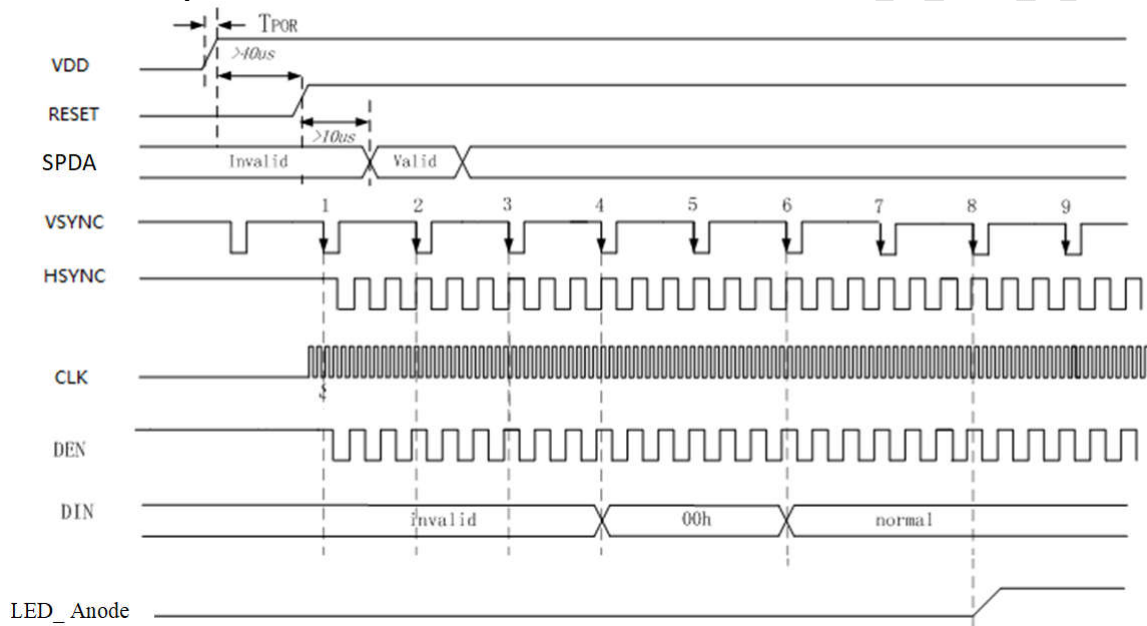 TPOR
VDD
>40us
RESET
>10us
SPDA Invalid Valid
1 2 3 4 5 6 7 8 9
VSYNC
HSYNC
CLK
DEN
DIN invalid 00h normal
LED_ Anode